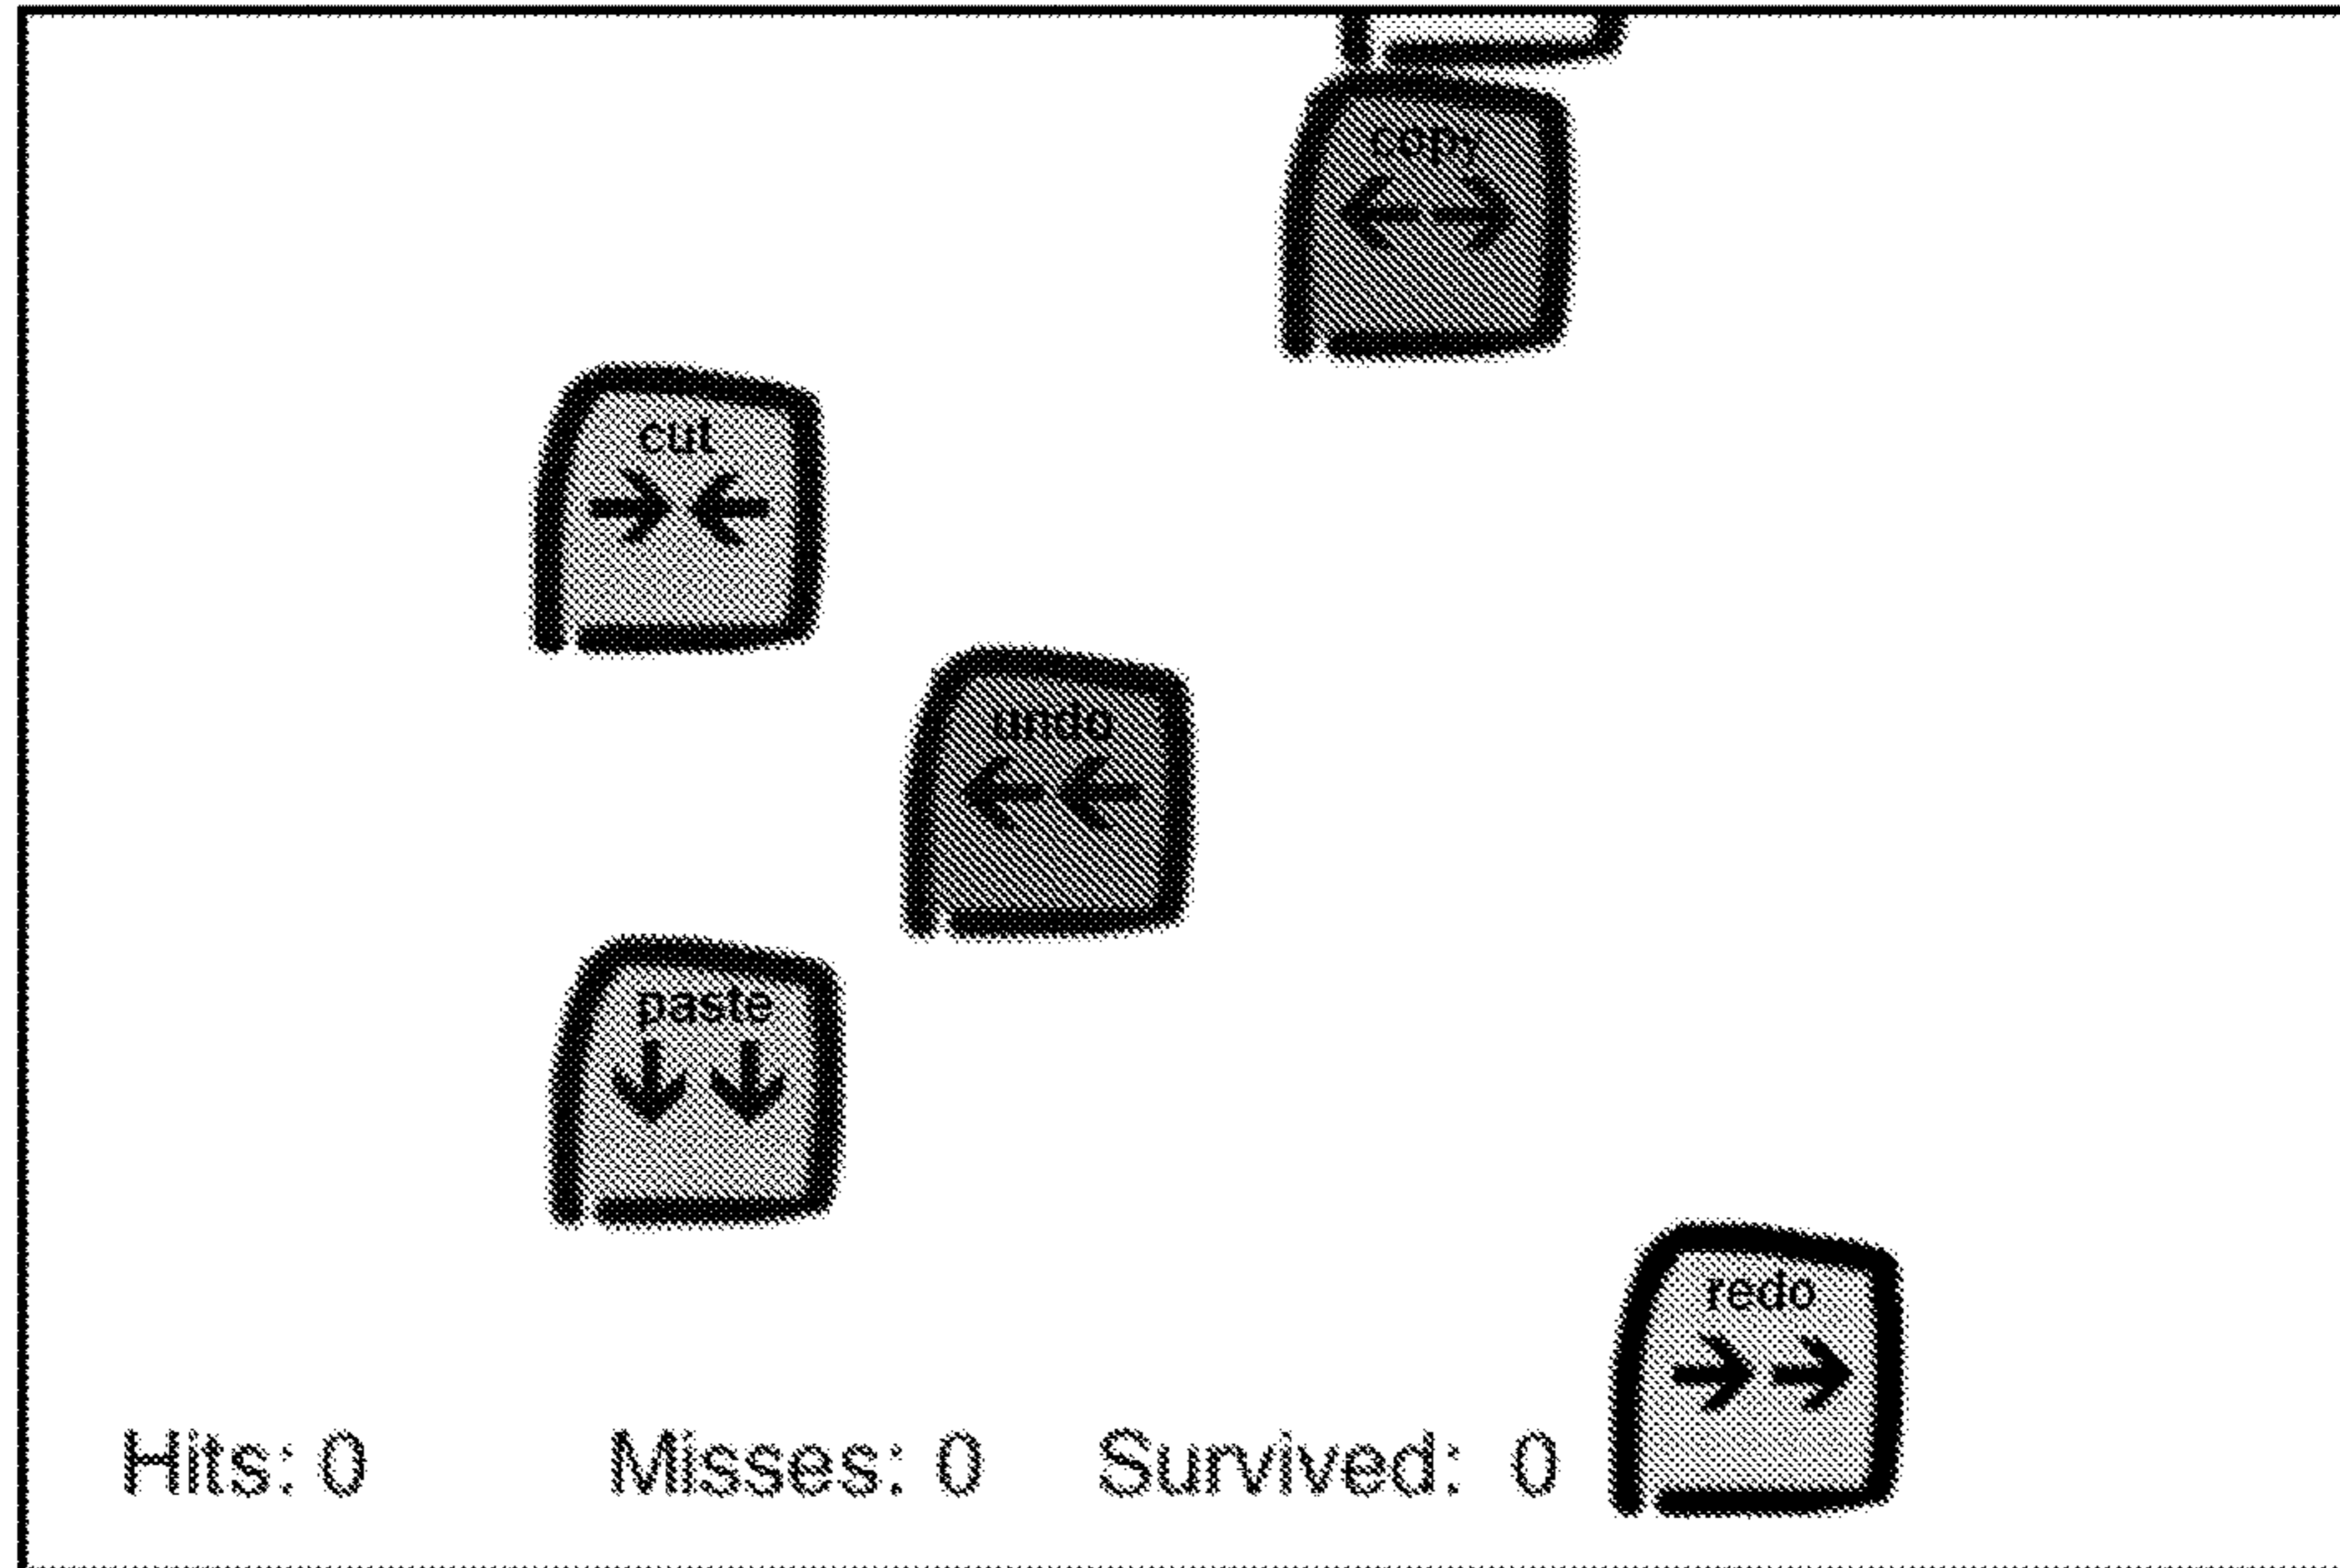 copy
cut
undo
paste
redo
Hits: 0 Misses: 0 Survived: 0